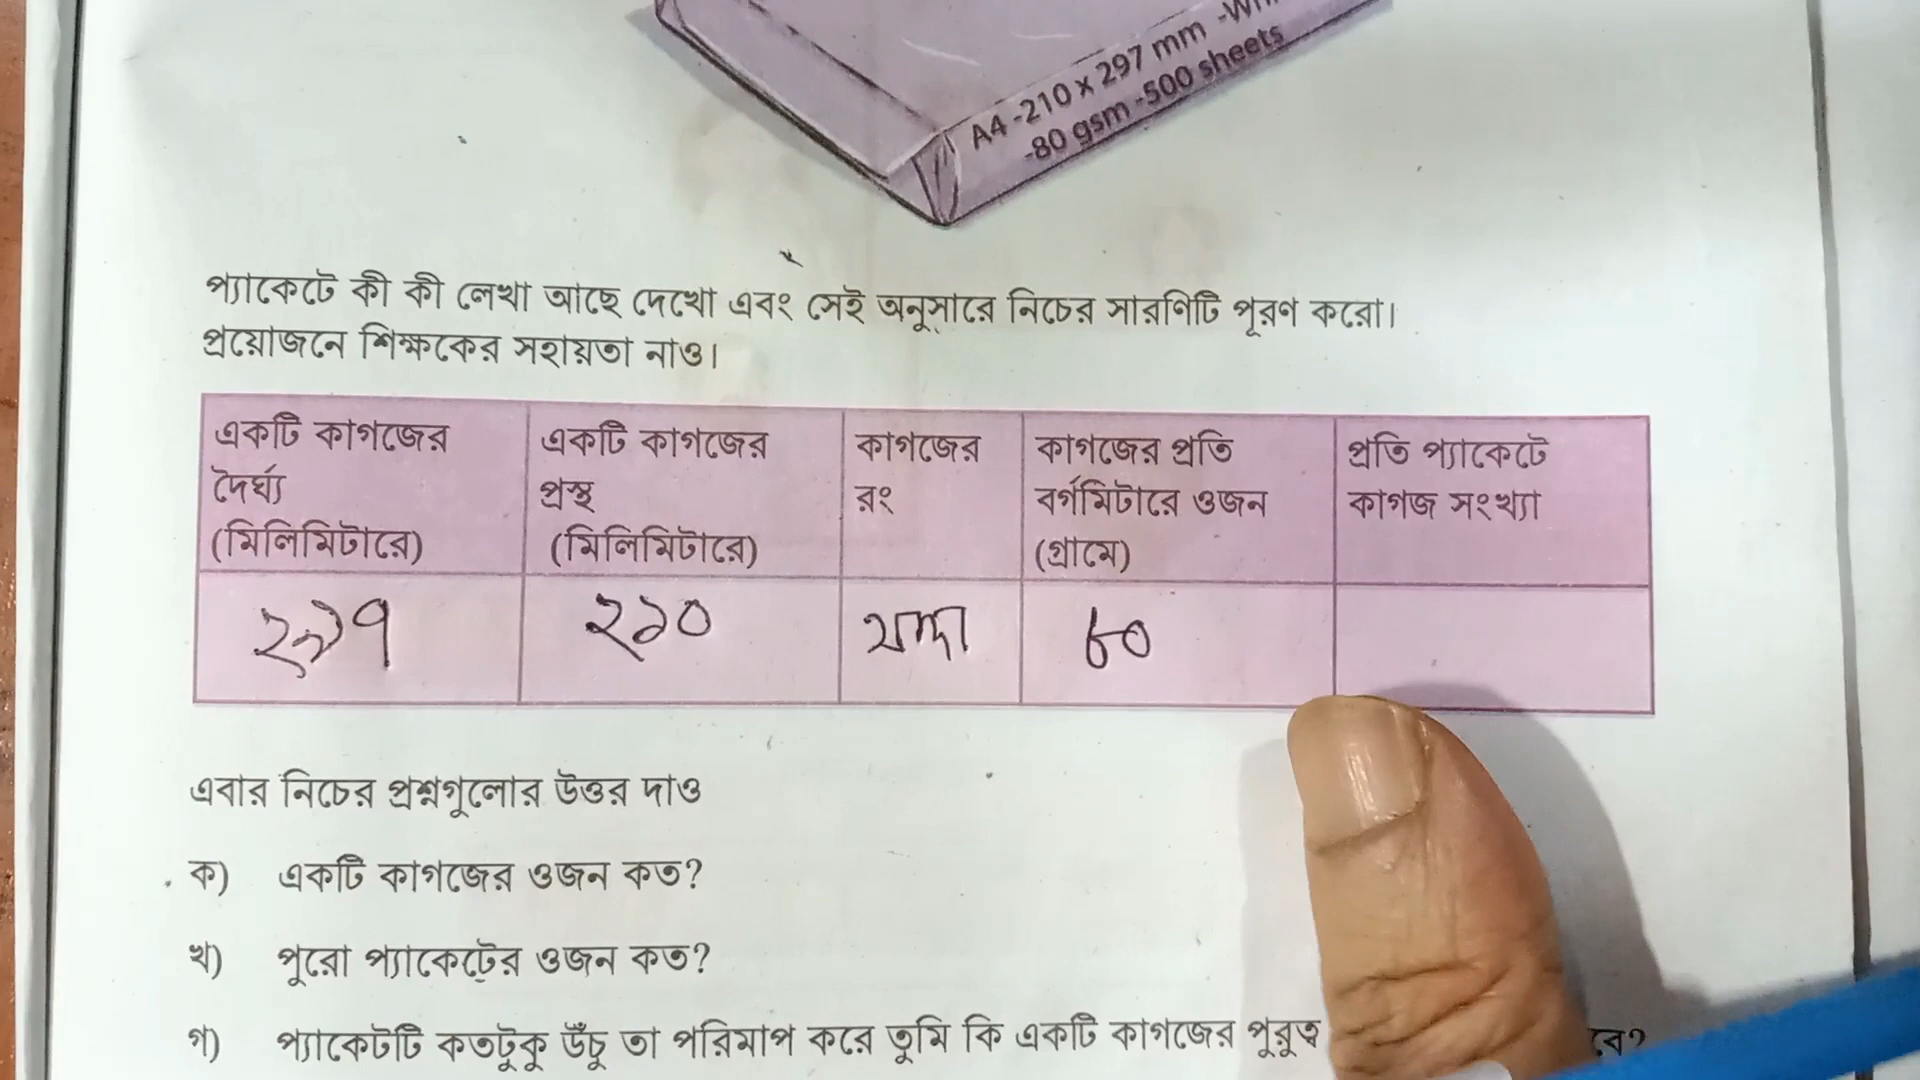 A4 -210 x 297 mm
-80 gsm -500 sheets
প্যাকেটে কী কী লেখা আছে দেখো এবং সেই অনুসারে নিচের সারণিটি পূরণ করো।
প্রয়োজনে শিক্ষকের সহায়তা নাও।
একটি কাগজের
দৈর্ঘ্য
(মিলিমিটারে)
একটি কাগজের
প্রস্থ
(মিলিমিটারে)
কাগজের
রং
কাগজের প্রতি
বর্গমিটারে ওজন
(গ্রামে)
প্রতি প্যাকেটে
কাগজ সংখ্যা
২৯৭
২১০
সাদা
৮০
এবার নিচের প্রশ্নগুলোর উত্তর দাও
ক) একটি কাগজের ওজন কত?
খ) পুরো প্যাকেটের ওজন কত?
গ) প্যাকেটটি কতটুকু উঁচু তা পরিমাপ করে তুমি কি একটি কাগজের পুরুত্ব